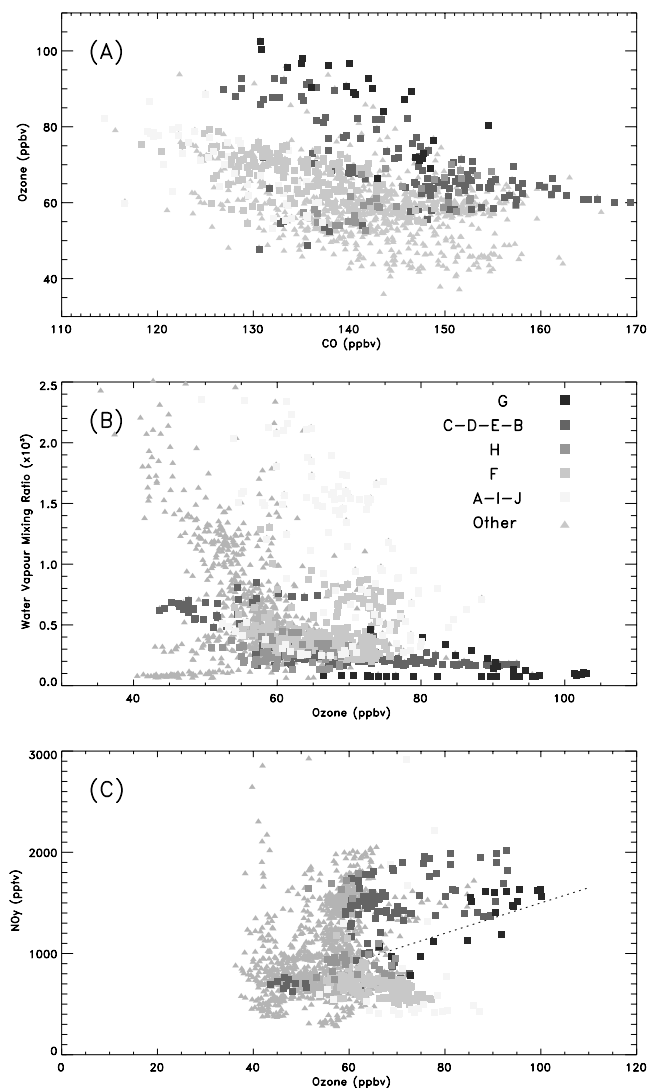 (A)
Ozone (ppbv)
100
80
60
40
110
120
130
140
150
160
170
CO (ppbv)
(B)
Water Vapour Mixing Ratio (x10³)
2.5
2.0
1.5
1.0
0.5
0.0
G
C-D-E-B
H
F
A-I-J
Other
40
60
80
100
Ozone (ppbv)
(C)
NOy (pptv)
3000
2000
1000
0
0
20
40
60
80
100
120
Ozone (ppbv)